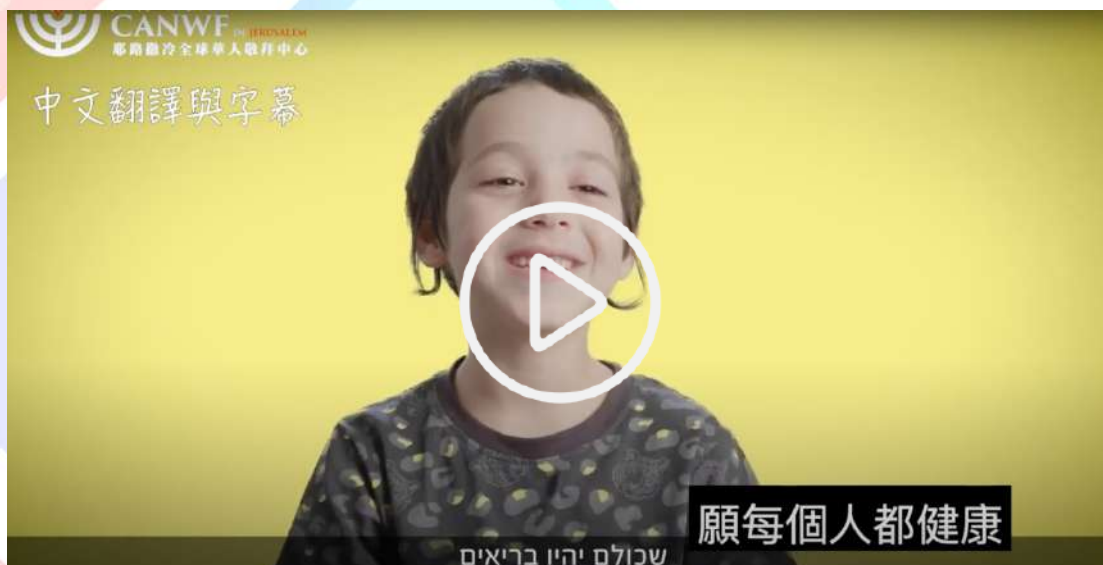 CANWF OF JERUSALEM
耶路撒冷全球華人敬拜中心
中文翻譯與字幕
願每個人都健康
שכולם יהיו בריאים